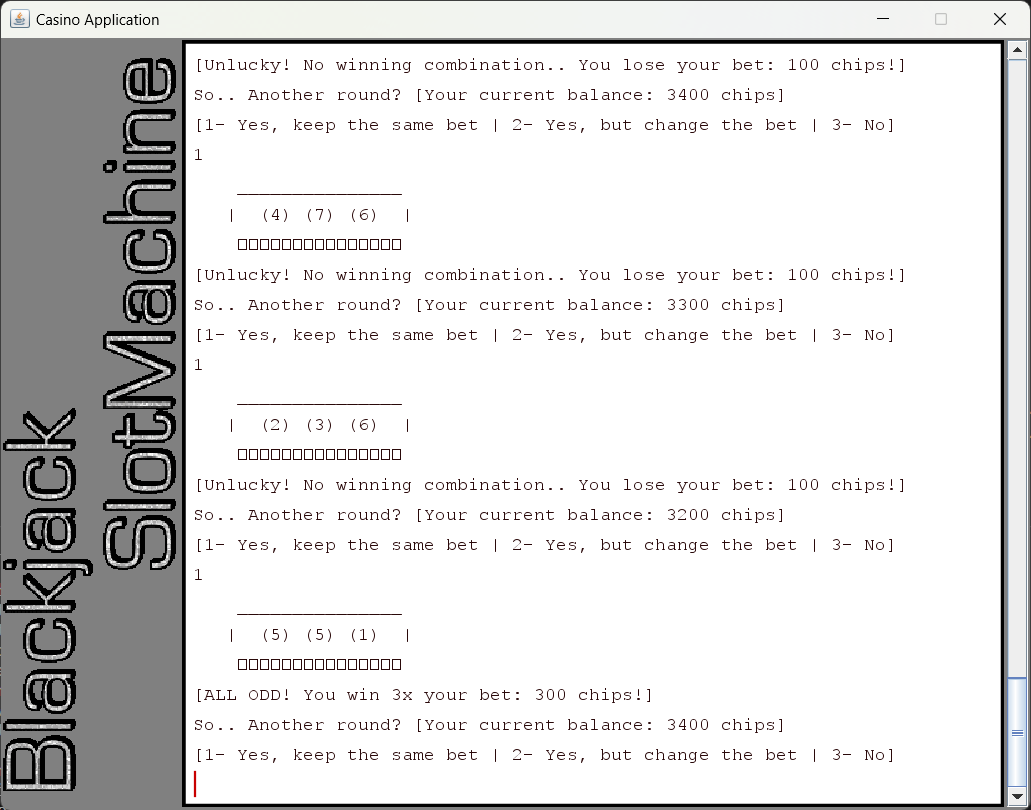 Casino Application
Blackjack
SlotMachine
[Unlucky! No winning combination.. You lose your bet: 100 chips!]
So.. Another round? [Your current balance: 3400 chips]
[1- Yes, keep the same bet | 2- Yes, but change the bet | 3- No]
1
_______________
|  (4) (7) (6)  |
□□□□□□□□□□□□□□□
[Unlucky! No winning combination.. You lose your bet: 100 chips!]
So.. Another round? [Your current balance: 3300 chips]
[1- Yes, keep the same bet | 2- Yes, but change the bet | 3- No]
1
_______________
|  (2) (3) (6)  |
□□□□□□□□□□□□□□□
[Unlucky! No winning combination.. You lose your bet: 100 chips!]
So.. Another round? [Your current balance: 3200 chips]
[1- Yes, keep the same bet | 2- Yes, but change the bet | 3- No]
1
_______________
|  (5) (5) (1)  |
□□□□□□□□□□□□□□□
[ALL ODD! You win 3x your bet: 300 chips!]
So.. Another round? [Your current balance: 3400 chips]
[1- Yes, keep the same bet | 2- Yes, but change the bet | 3- No]